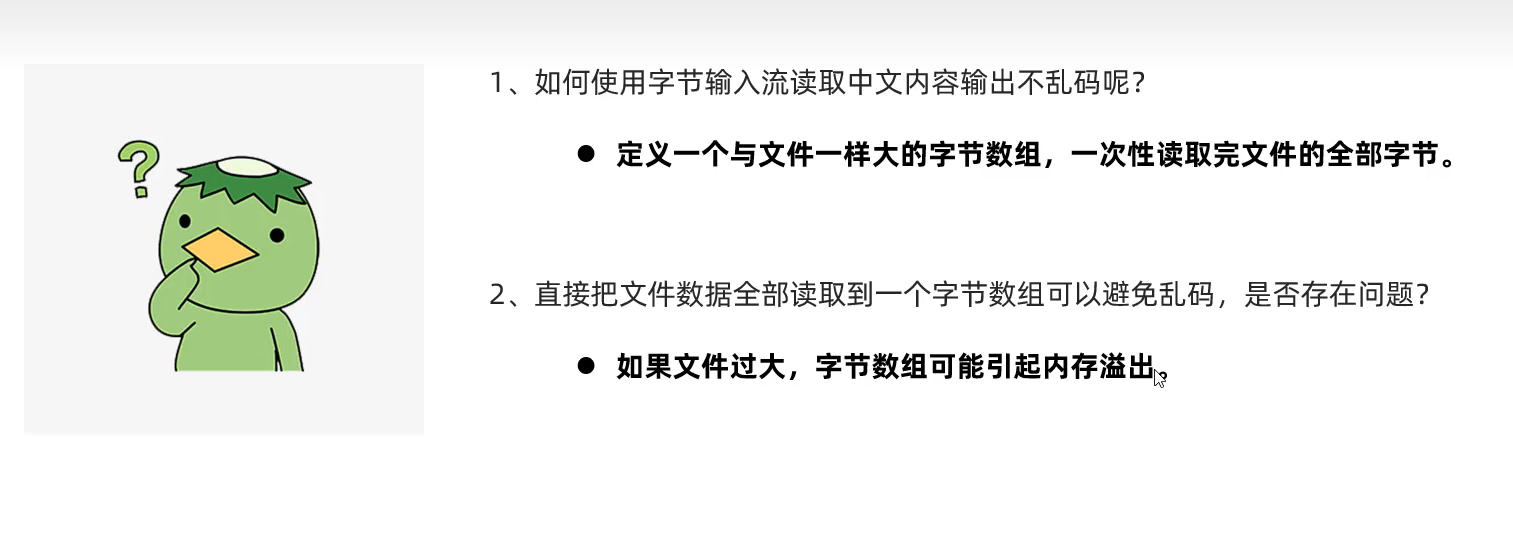 1、如何使用字节输入流读取中文内容输出不乱码呢？
● 定义一个与文件一样大的字节数组，一次性读取完文件的全部字节。
2、直接把文件数据全部读取到一个字节数组可以避免乱码，是否存在问题？
● 如果文件过大，字节数组可能引起内存溢出。